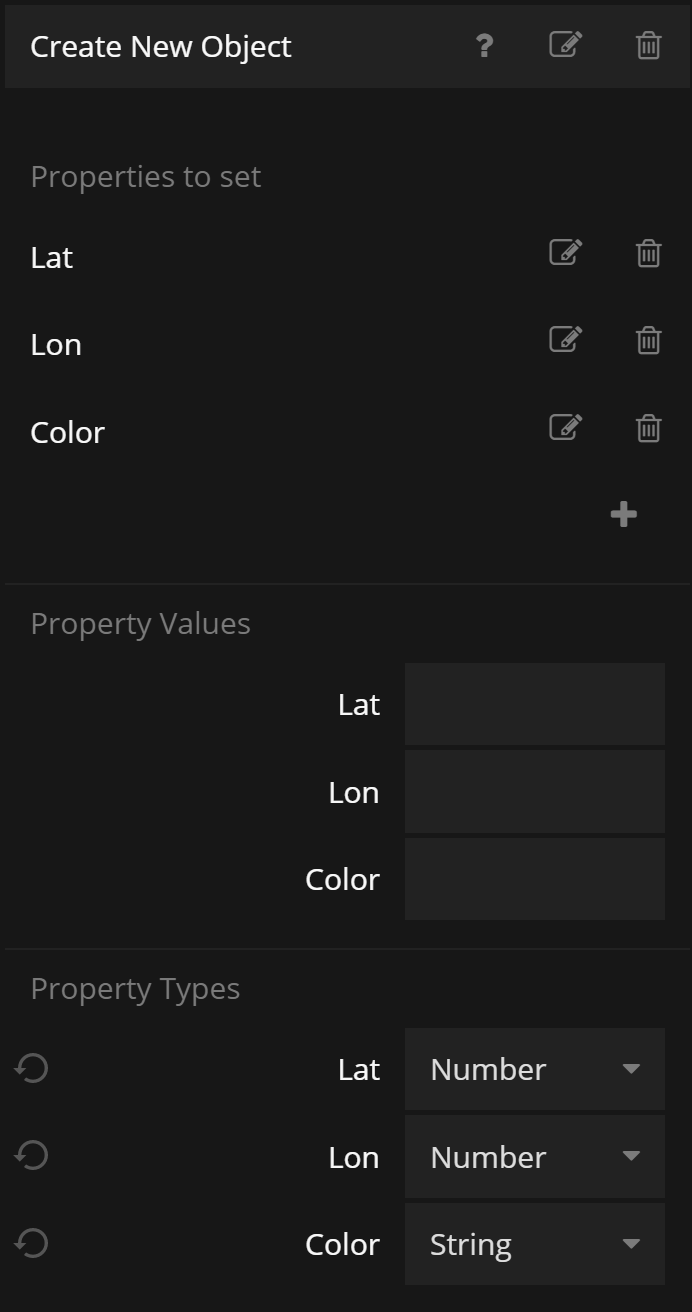 Create New Object ?
Properties to set
Lat
Lon
Color
Property Values
Lat
Lon
Color
Property Types
Lat Number
Lon Number
Color String